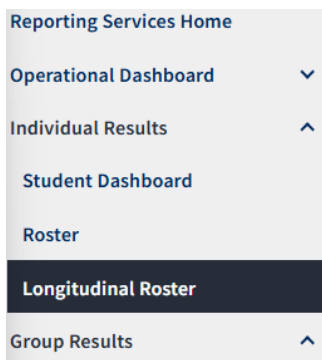 Reporting Services Home
Operational Dashboard
Individual Results
Student Dashboard
Roster
Longitudinal Roster
Group Results